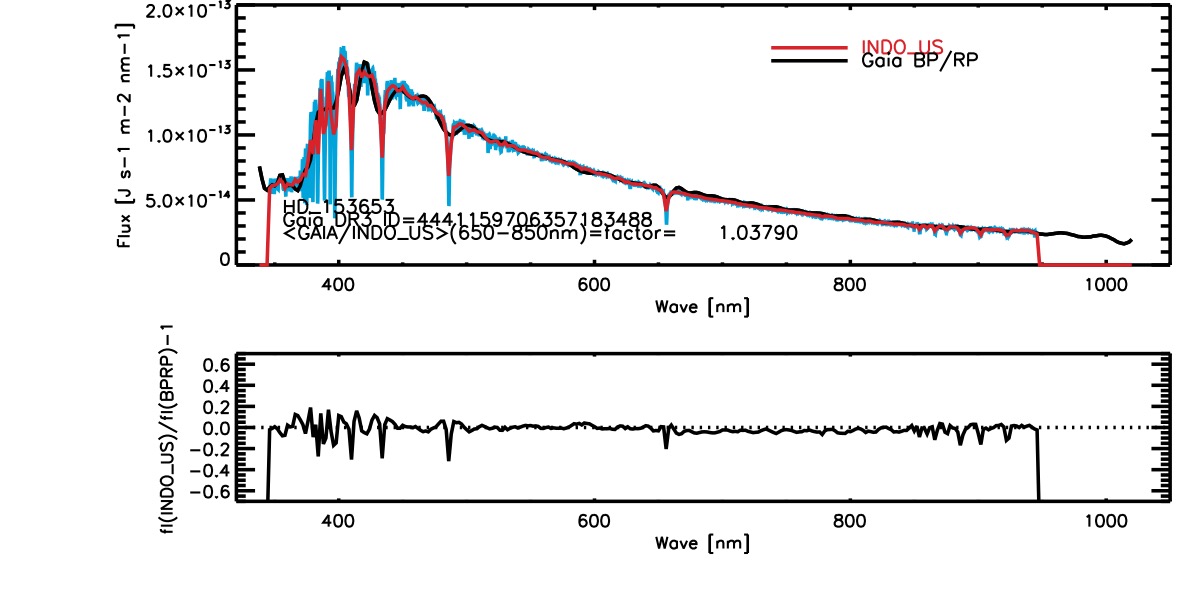 2.0×10−13
1.5×10−13
1.0×10−13
5.0×10−14
0
Flux [J s−1 m−2 nm−1]
INDO_US
Gaia BP/RP
HD_153653
Gaia DR3 ID=4441159706357183488
<GAIA/INDO_US>(650−850nm)=factor= 1.03790
400 600 800 1000
Wave [nm]
fl(INDO_US)/fl(BPRP)−1
0.6
0.4
0.2
0.0
−0.2
−0.4
−0.6
400 600 800 1000
Wave [nm]